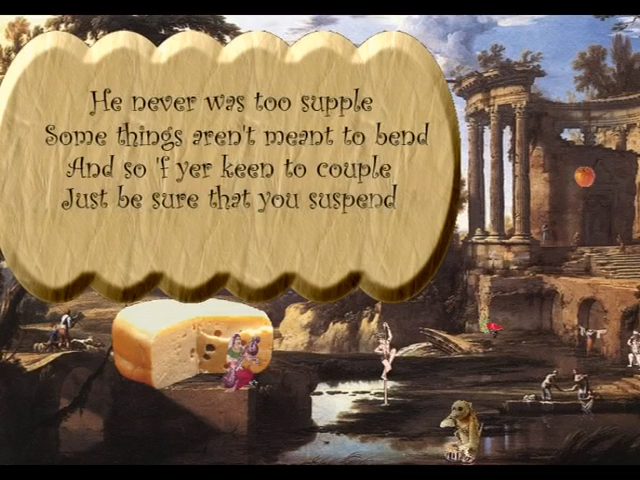 He never was too supple
Some things aren't meant to bend
And so 'f yer keen to couple
Just be sure that you suspend